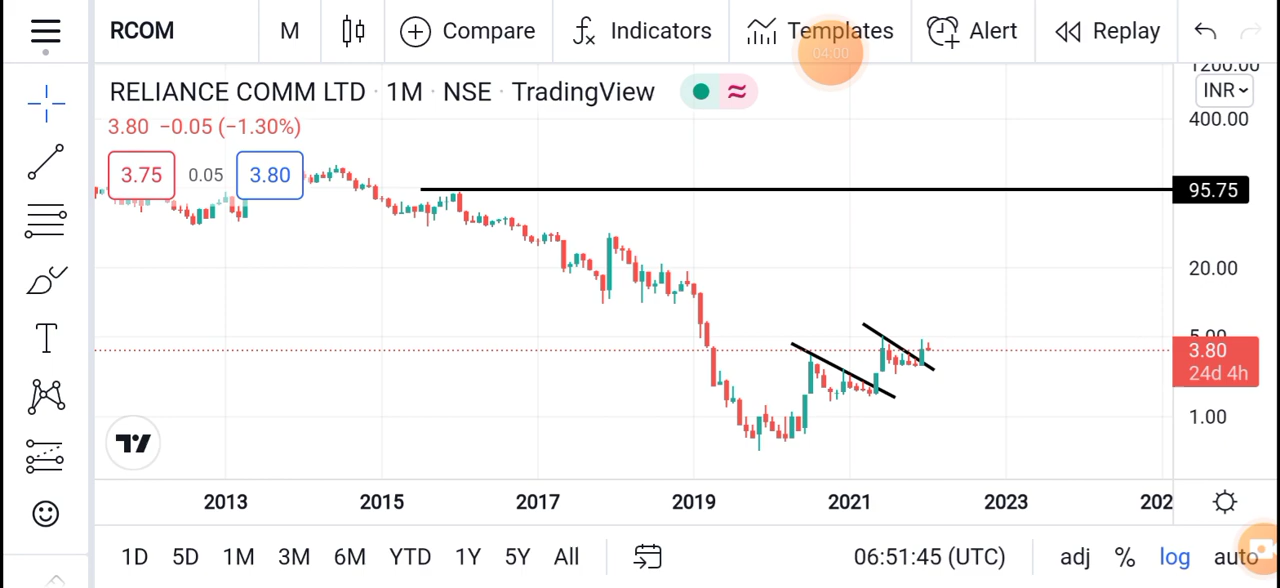 RCOM M Compare Indicators Templates Alert Replay
04:00
1200.00
RELIANCE COMM LTD · 1M · NSE · TradingView
INR
3.80 −0.05 (−1.30%)
400.00
3.75 0.05 3.80
95.75
20.00
5.00
3.80
24d 4h
1.00
2013 2015 2017 2019 2021 2023 202
1D 5D 1M 3M 6M YTD 1Y 5Y All 06:51:45 (UTC) adj % log auto